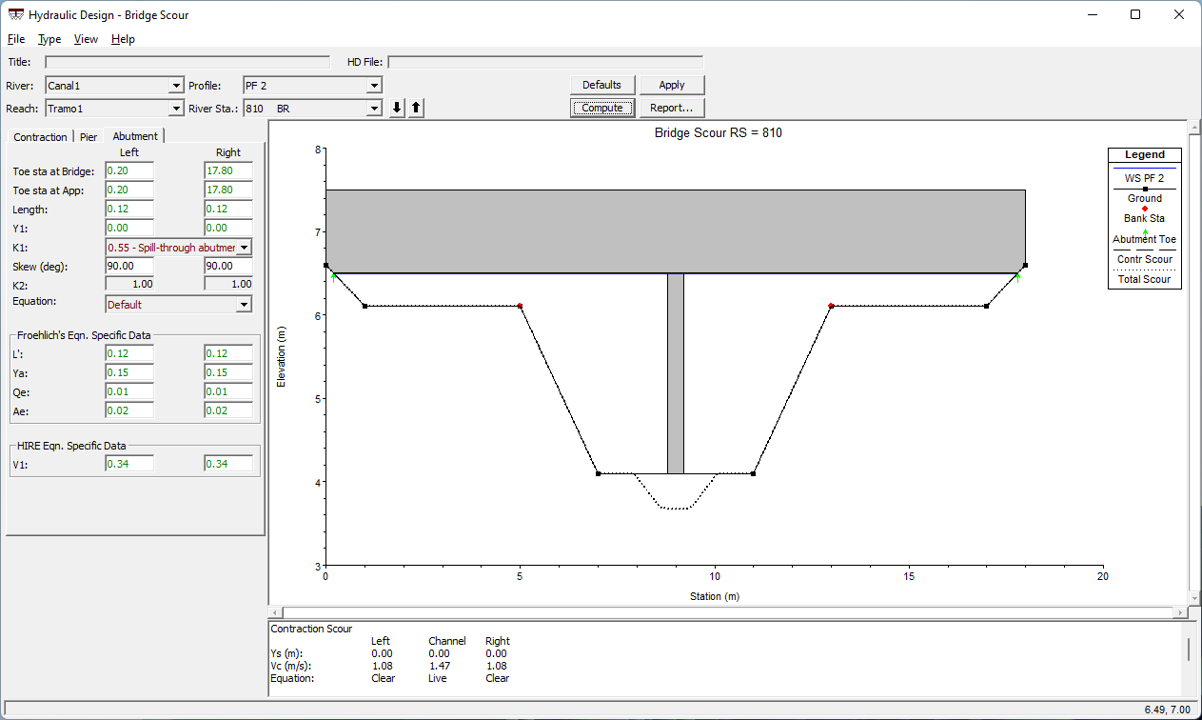 Hydraulic Design - Bridge Scour
File Type View Help
Title: HD File:
River: Canal1 Profile: PF 2 Defaults Apply
Reach: Tramo1 River Sta.: 810 BR Compute Report...
Contraction Pier Abutment
Left Right
Toe sta at Bridge: 0.20 17.80
Toe sta at App: 0.20 17.80
Length: 0.12 0.12
Y1: 0.00 0.00
K1: 0.55 - Spill-through abutmer
Skew (deg): 90.00 90.00
K2: 1.00 1.00
Equation: Default
Froehlich's Eqn. Specific Data
L': 0.12 0.12
Ya: 0.15 0.15
Qe: 0.01 0.01
Ae: 0.02 0.02
HIRE Eqn. Specific Data
V1: 0.34 0.34
Bridge Scour RS = 810
8
7
6
5
4
3
Elevation (m)
0 5 10 15 20
Station (m)
Legend
WS PF 2
Ground
Bank Sta
Abutment Toe
Contr Scour
Total Scour
Contraction Scour
Left Channel Right
Ys (m): 0.00 0.00 0.00
Vc (m/s): 1.08 1.47 1.08
Equation: Clear Live Clear
6.49, 7.00